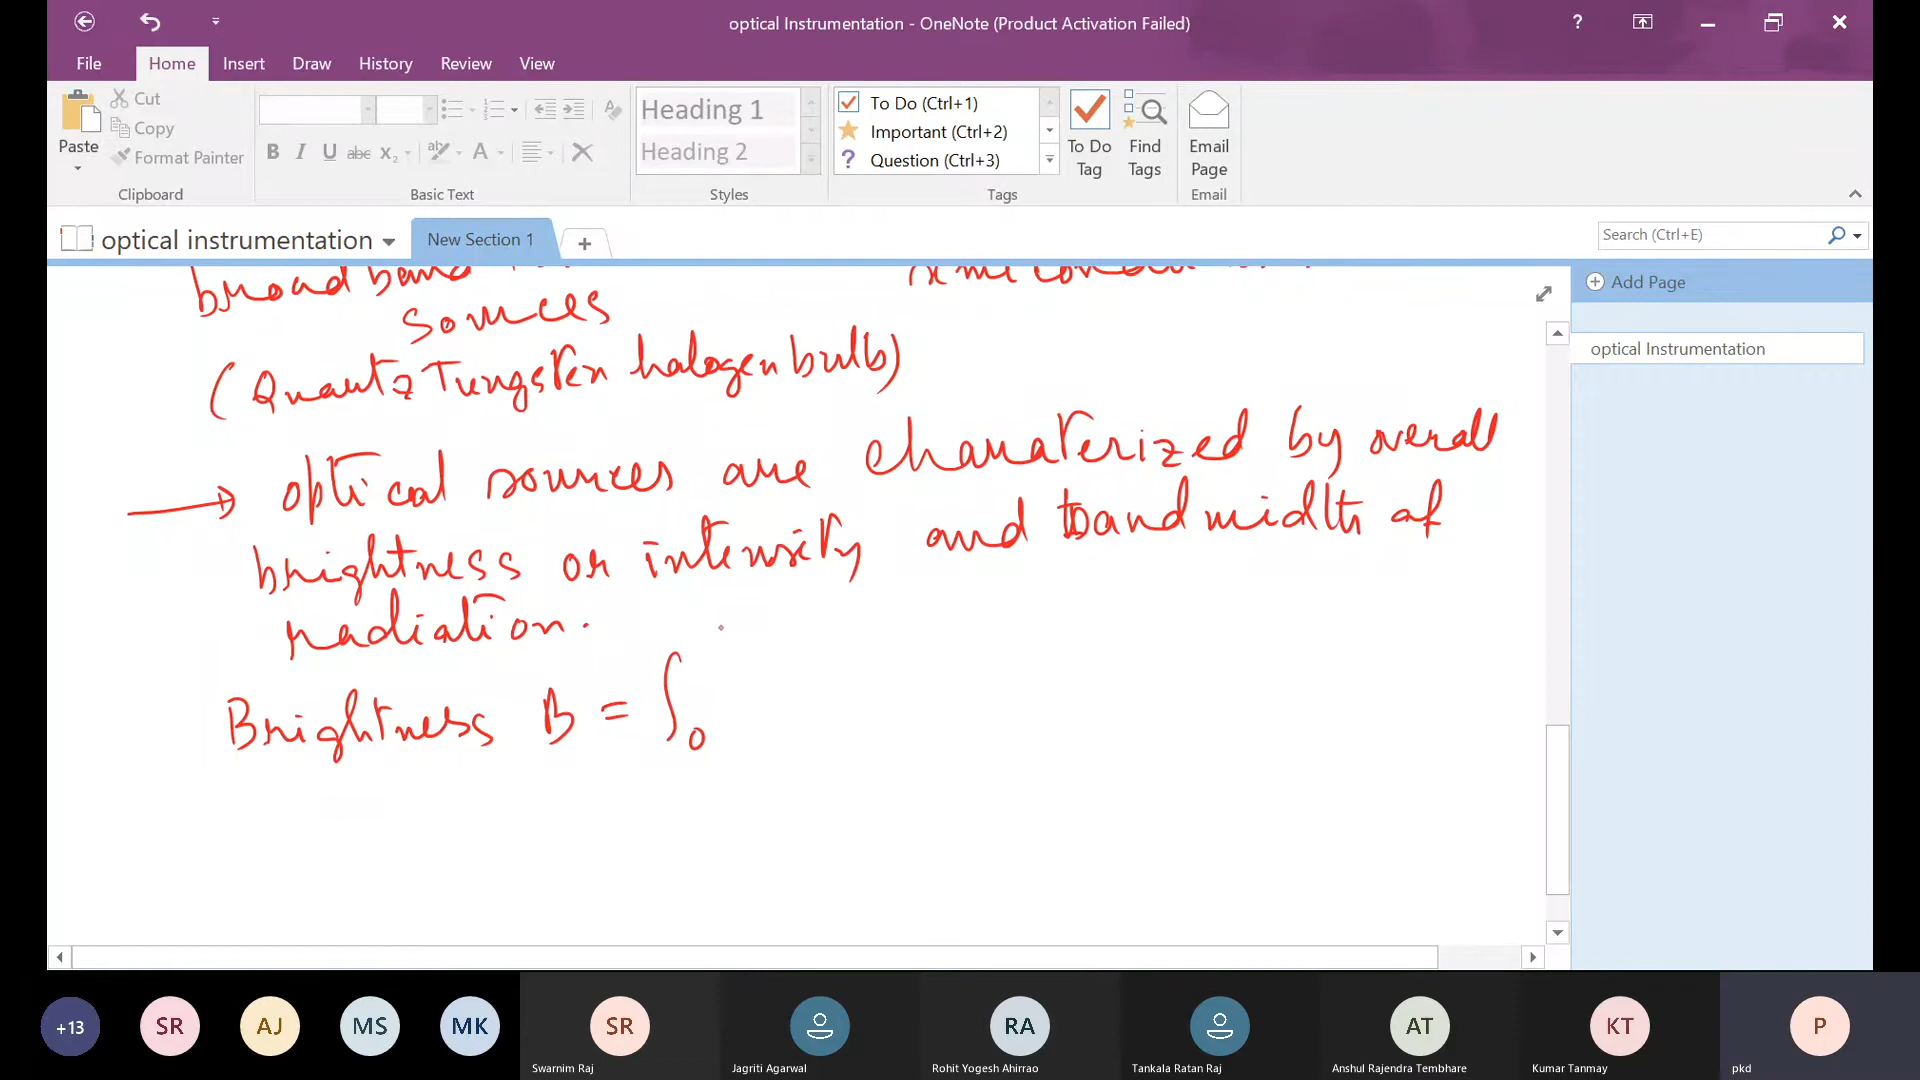 optical Instrumentation - OneNote (Product Activation Failed)
?
File Home Insert Draw History Review View
Paste
Cut
Copy
Format Painter
Clipboard
B I U abc X₂ A
Basic Text
Heading 1
Heading 2
Styles
To Do (Ctrl+1)
Important (Ctrl+2)
? Question (Ctrl+3)
To Do Tag
Find Tags
Tags
Email Page
Email
optical instrumentation
New Section 1
+
Search (Ctrl+E)
Add Page
optical Instrumentation
broadband
sources
(Quartz Tungsten halogen bulb)
→ optical sources are charaterized by overall
brightness or intensity and bandwidth of
radiation.
Brightness B = ∫₀
+13 SR AJ MS MK SR RA AT KT P
Swarnim Raj Jagriti Agarwal Rohit Yogesh Ahirrao Tankala Ratan Raj Anshul Rajendra Tembhare Kumar Tanmay pkd